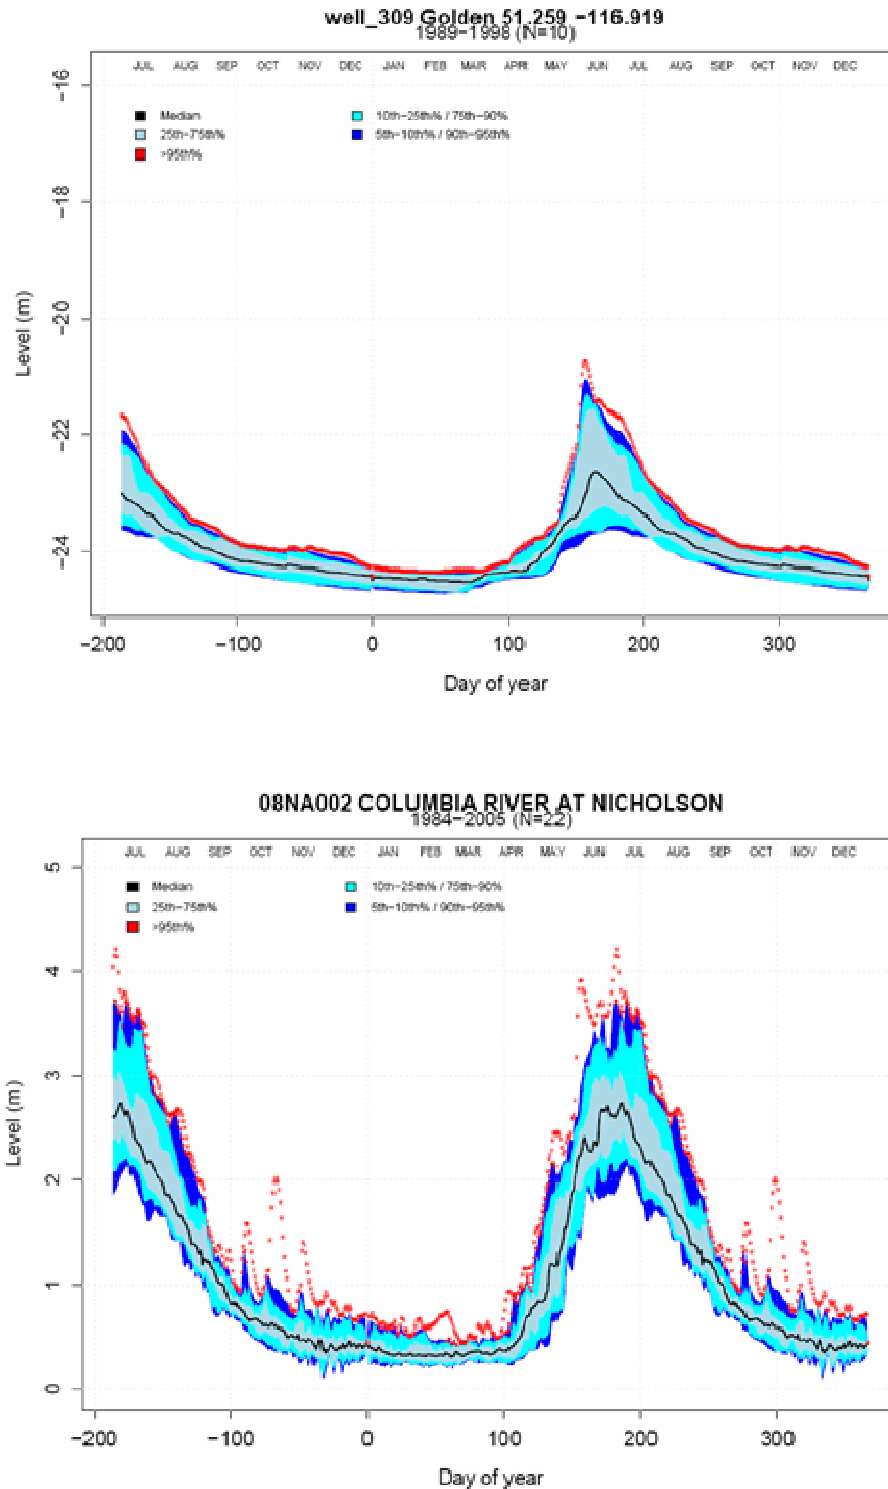 well_309 Golden 51.259 −116.919
1989−1998 (N=10)
JUL AUG SEP OCT NOV DEC JAN FEB MAR APR MAY JUN JUL AUG SEP OCT NOV DEC
Median
25th−75th%
>95th%
10th−25th% / 75th−90%
5th−10th% / 90th−95th%
−16
−18
−20
−22
−24
Level (m)
−200 −100 0 100 200 300
Day of year
08NA002 COLUMBIA RIVER AT NICHOLSON
1984−2005 (N=22)
JUL AUG SEP OCT NOV DEC JAN FEB MAR APR MAY JUN JUL AUG SEP OCT NOV DEC
Median
25th−75th%
>95th%
10th−25th% / 75th−90%
5th−10th% / 90th−95th%
5
4
3
2
1
0
Level (m)
−200 −100 0 100 200 300
Day of year